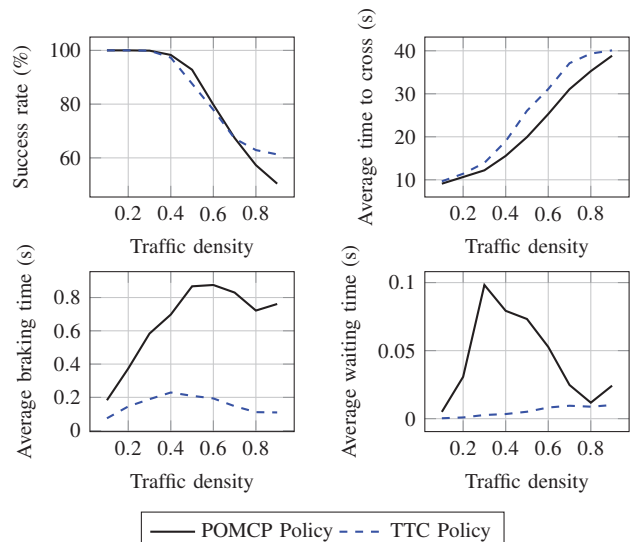 Success rate (%)
100
80
60
0.2 0.4 0.6 0.8
Traffic density
Average time to cross (s)
40
30
20
10
0.2 0.4 0.6 0.8
Traffic density
Average braking time (s)
0.8
0.6
0.4
0.2
0
0.2 0.4 0.6 0.8
Traffic density
Average waiting time (s)
0.1
0.05
0
0.2 0.4 0.6 0.8
Traffic density
POMCP Policy TTC Policy